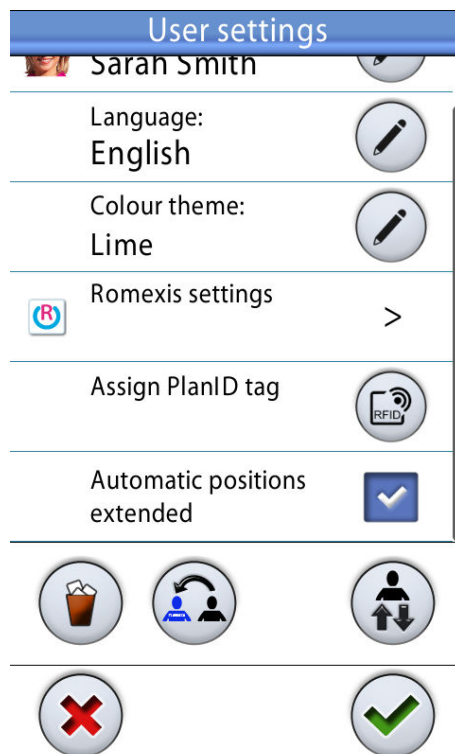 User settings
Sarah Smith
Language:
English
Colour theme:
Lime
R
Romexis settings
>
Assign PlanID tag
RFID
Automatic positions
extended